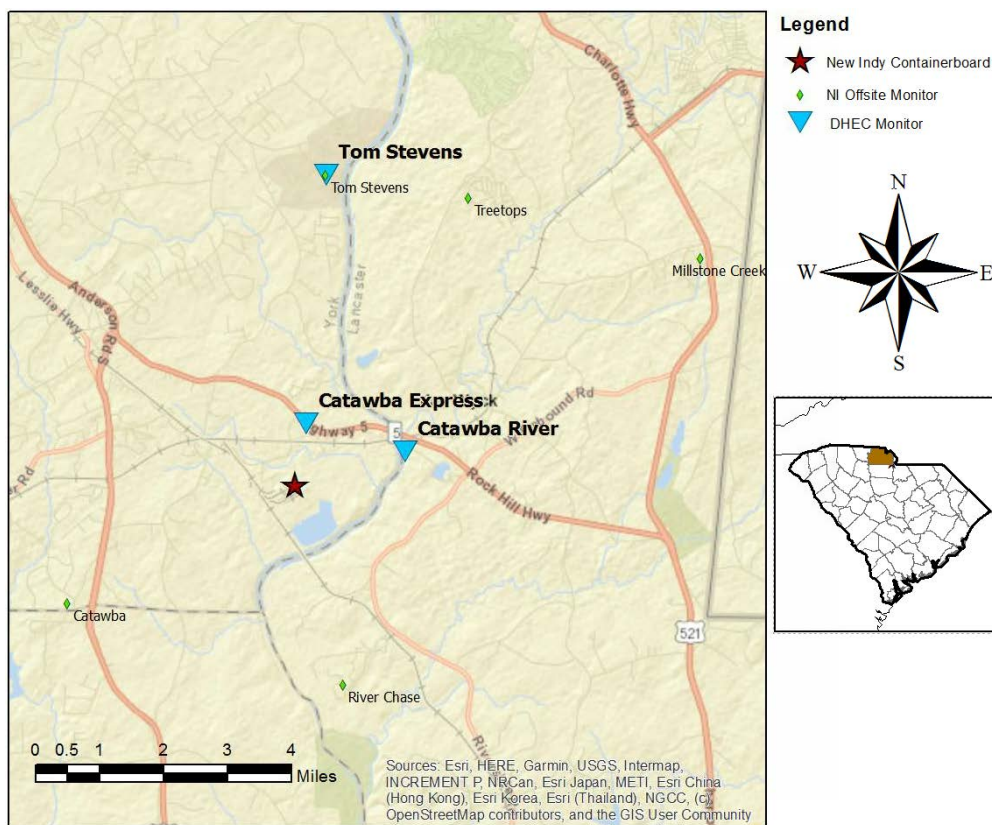 Legend
New Indy Containerboard
NI Offsite Monitor
DHEC Monitor
N
W E
S
Charlotte Hwy
Tom Stevens
Tom Stevens
Treetops
Millstone Creek
York
Lancaster
Anderson Rd S
Lesslie Hwy
Catawba Express
ighway 5
5
Catawba River
Rock Hill Hwy
521
Catawba
River Chase
0 0.5 1 2 3 4
Miles
Sources: Esri, HERE, Garmin, USGS, Intermap,
INCREMENT P, NRCan, Esri Japan, METI, Esri China
(Hong Kong), Esri Korea, Esri (Thailand), NGCC, (c)
OpenStreetMap contributors, and the GIS User Community